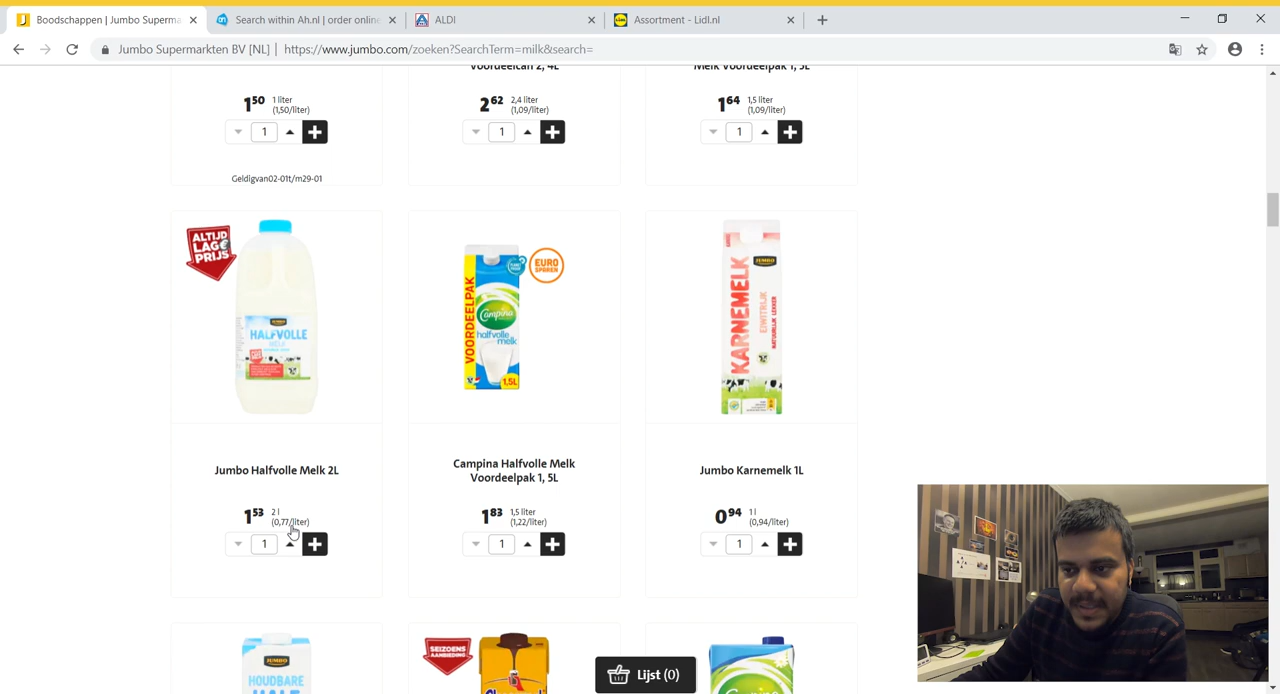 Boodschappen | Jumbo Superma
Search within Ah.nl | order online
ALDI
Assortment - Lidl.nl
Jumbo Supermarkten BV [NL] | https://www.jumbo.com/zoeken?SearchTerm=milk&search=
Voordeelcan 2, 4L
Melk Voordeelpak 1, 5L
1 50 1 liter (1,50/liter)
2 62 2,4 liter (1,09/liter)
1 64 1,5 liter (1,09/liter)
1
1
1
Geldigvan02-01t/m29-01
ALTIJD
LAGE
PRIJS
JUMBO
HALFVOLLE
VOORDEELPAK
Campina
halfvolle
melk
1,5L
EURO
SPAREN
JUMBO
KARNEMELK
EIWITRIJK
NATUURLIJK LEKKER
Jumbo Halfvolle Melk 2L
Campina Halfvolle Melk
Voordeelpak 1, 5L
Jumbo Karnemelk 1L
1 53 2 l (0,77/liter)
1 83 1,5 liter (1,22/liter)
0 94 1 l (0,94/liter)
1
1
1
JUMBO
HOUDBARE
SEIZOENS
AANBIEDING
Lijst (0)